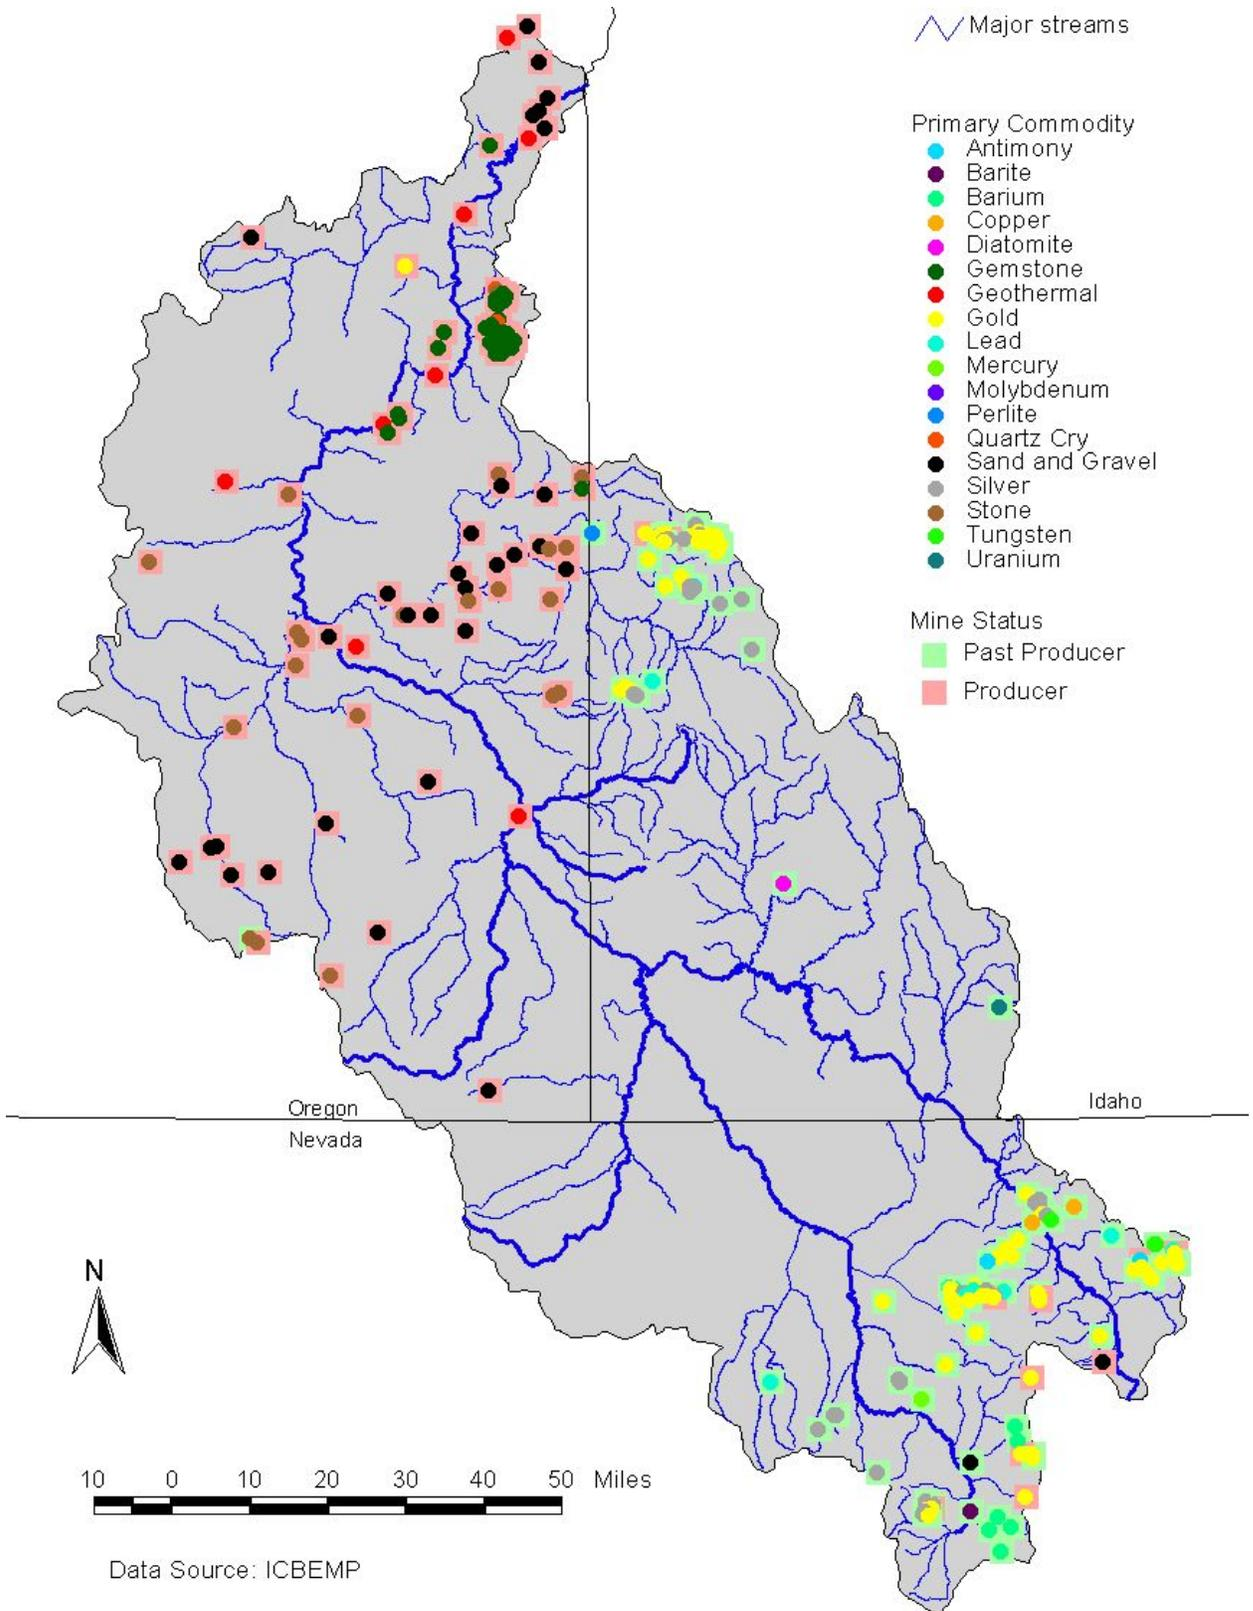 Major streams
Primary Commodity
Antimony
Barite
Barium
Copper
Diatomite
Gemstone
Geothermal
Gold
Lead
Mercury
Molybdenum
Perlite
Quartz Cry
Sand and Gravel
Silver
Stone
Tungsten
Uranium
Mine Status
Past Producer
Producer
Oregon
Idaho
Nevada
N
10 0 10 20 30 40 50 Miles
Data Source: ICBEMP